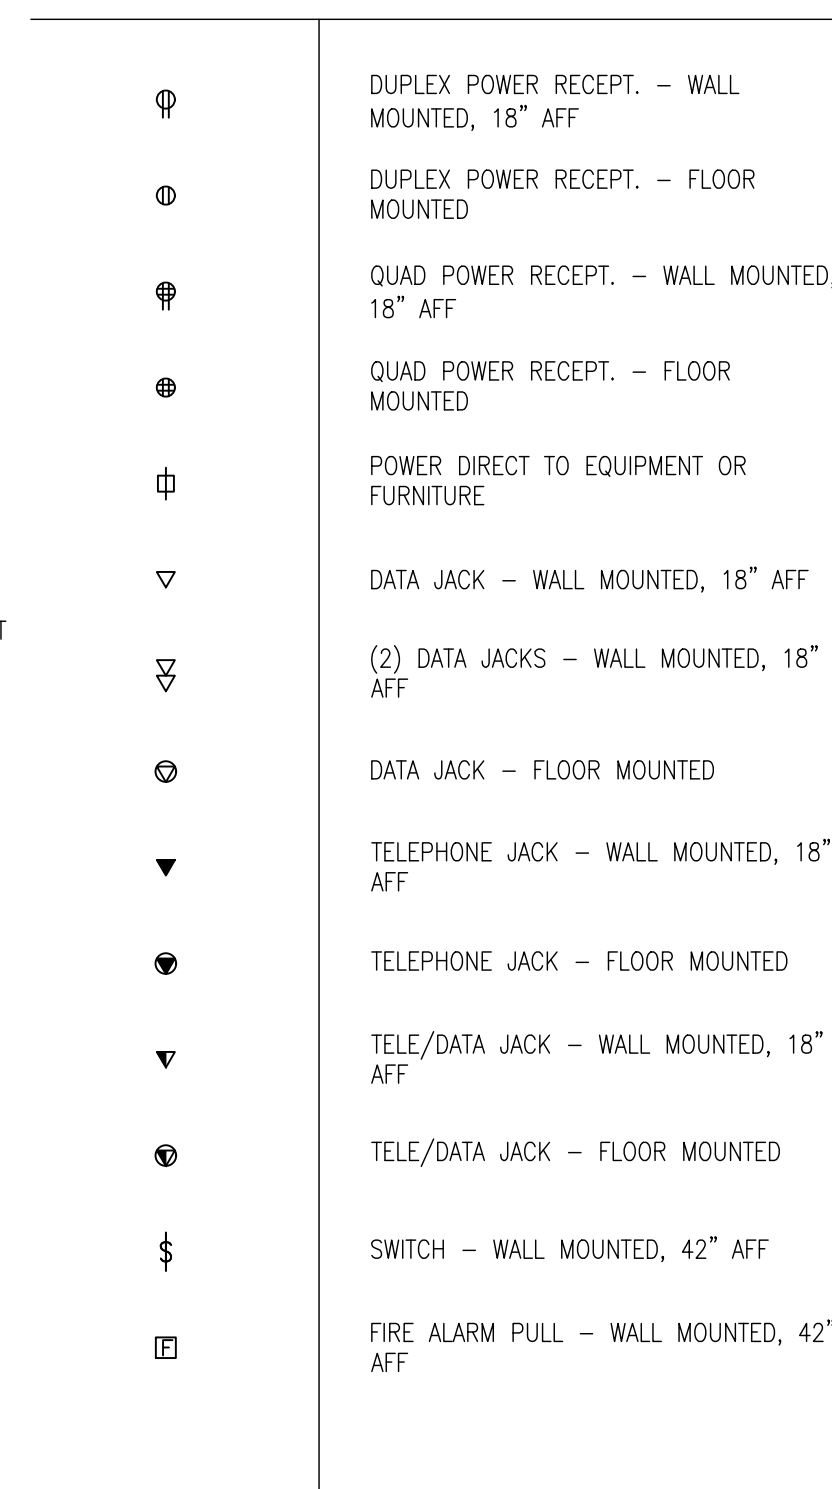 DUPLEX POWER RECEPT. – WALL
MOUNTED, 18" AFF
DUPLEX POWER RECEPT. – FLOOR
MOUNTED
QUAD POWER RECEPT. – WALL MOUNTED,
18" AFF
QUAD POWER RECEPT. – FLOOR
MOUNTED
POWER DIRECT TO EQUIPMENT OR
FURNITURE
DATA JACK – WALL MOUNTED, 18" AFF
T
(2) DATA JACKS – WALL MOUNTED, 18"
AFF
DATA JACK – FLOOR MOUNTED
TELEPHONE JACK – WALL MOUNTED, 18"
AFF
TELEPHONE JACK – FLOOR MOUNTED
TELE/DATA JACK – WALL MOUNTED, 18"
AFF
TELE/DATA JACK – FLOOR MOUNTED
$ SWITCH – WALL MOUNTED, 42" AFF
F FIRE ALARM PULL – WALL MOUNTED, 42"
AFF